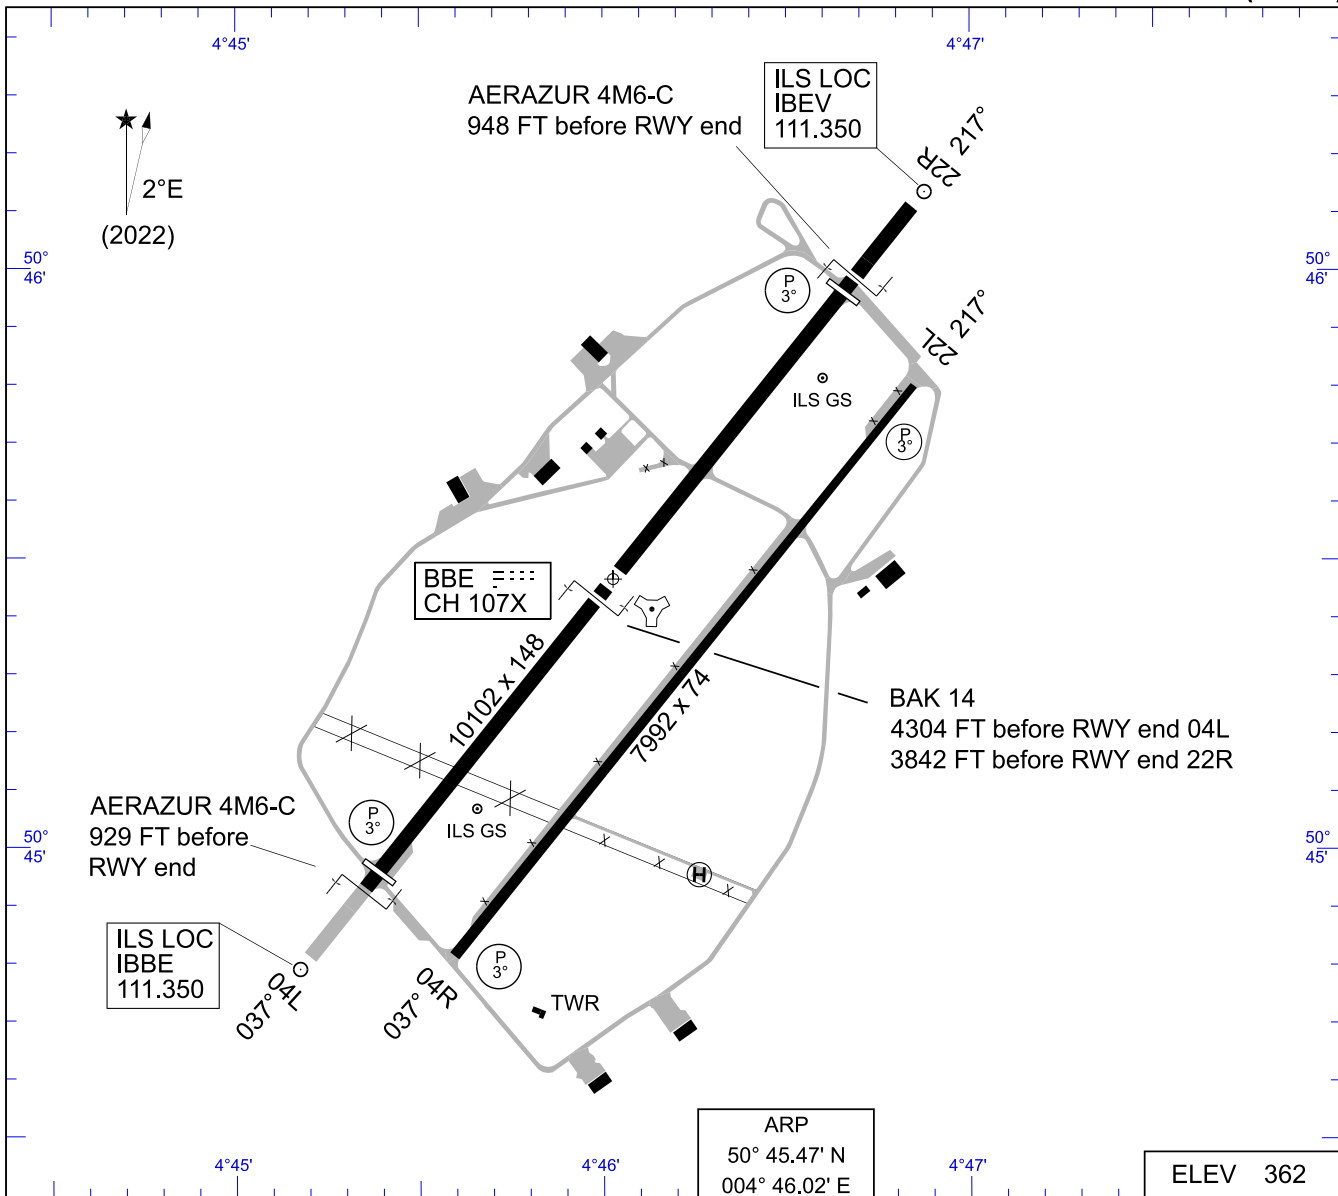 4°45'
4°47'
ILS LOC
IBEV
111.350
AERAZUR 4M6-C
948 FT before RWY end
22R 217°
2°E
(2022)
50°
46'
50°
46'
P
3°
22L 217°
ILS GS
P
3°
BBE
CH 107X
10102 x 148
7992 x 74
BAK 14
4304 FT before RWY end 04L
3842 FT before RWY end 22R
AERAZUR 4M6-C
929 FT before
RWY end
P
3°
ILS GS
50°
45'
50°
45'
H
ILS LOC
IBBE
111.350
04L
037°
04R
037°
P
3°
TWR
ARP
50° 45.47' N
004° 46.02' E
4°45'
4°46'
4°47'
ELEV 362